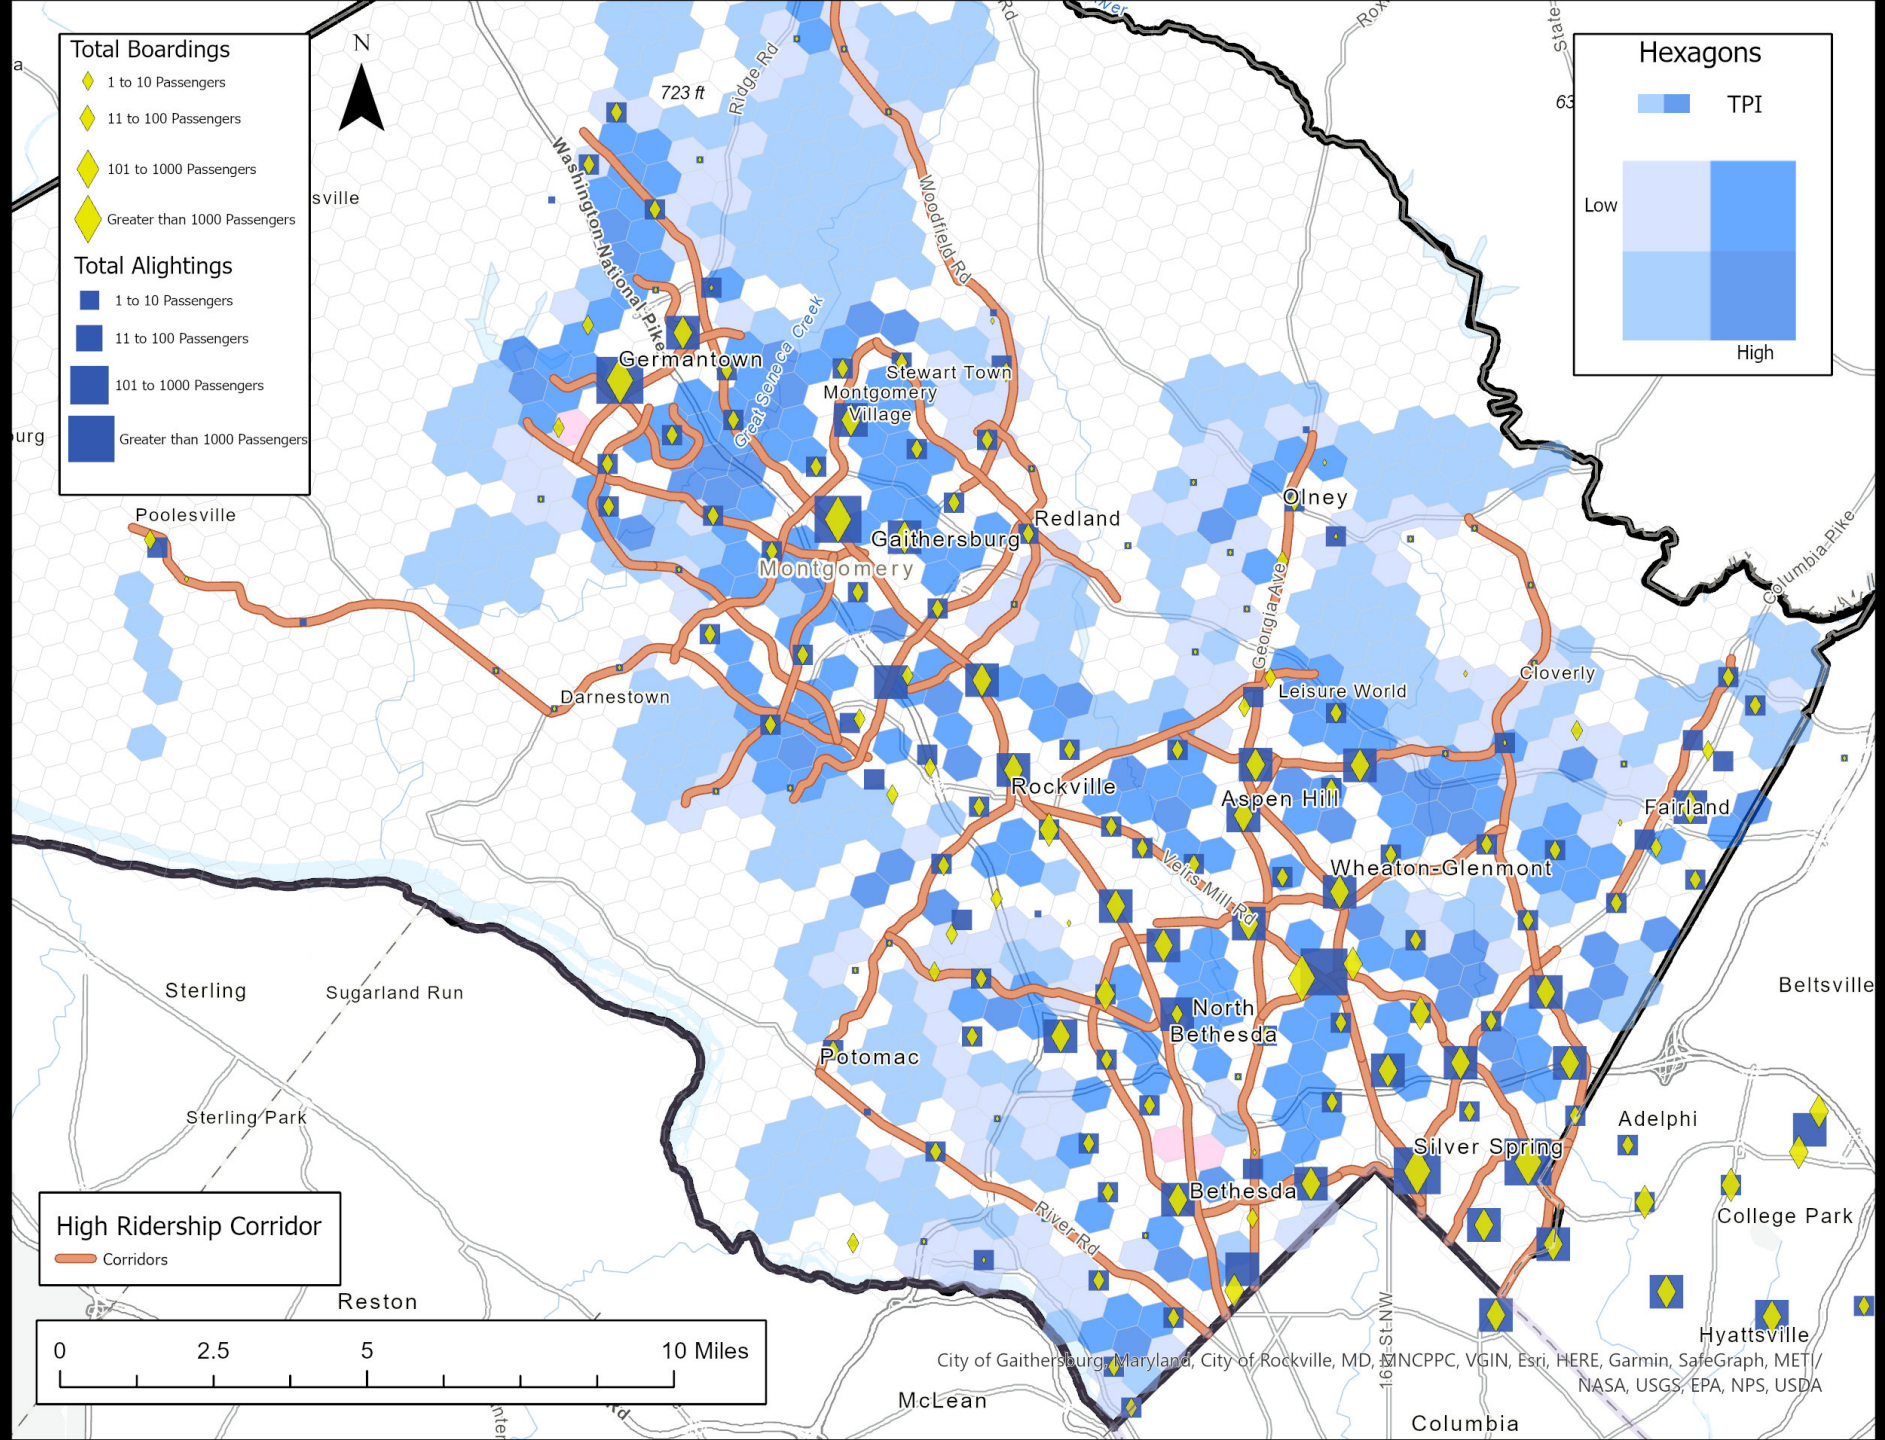 Total Boardings
1 to 10 Passengers
11 to 100 Passengers
101 to 1000 Passengers
Greater than 1000 Passengers
Total Alightings
1 to 10 Passengers
11 to 100 Passengers
101 to 1000 Passengers
Greater than 1000 Passengers
N
723 ft
Ridge Rd
Washington National Pike
Woodfield Rd
Great Seneca Creek
Rd
State
Hexagons
TPI
Low
High
63
sville
urg
a
Germantown
Stewart Town
Montgomery
Village
Poolesville
Gaithersburg
Redland
Montgomery
Olney
Georgia Ave
Columbia Pike
Darnestown
Leisure World
Cloverly
Rockville
Aspen Hill
Fairland
Veirs Mill Rd
Wheaton-Glenmont
Sterling
Sugarland Run
Beltsville
North
Bethesda
Potomac
Sterling Park
Adelphi
Silver Spring
Bethesda
College Park
River Rd
High Ridership Corridor
Corridors
Reston
16th St NW
Hyattsville
0 2.5 5 10 Miles
City of Gaithersburg, Maryland, City of Rockville, MD, MNCPPC, VGIN, Esri, HERE, Garmin, SafeGraph, METI/
NASA, USGS, EPA, NPS, USDA
McLean
Rd
Columbia